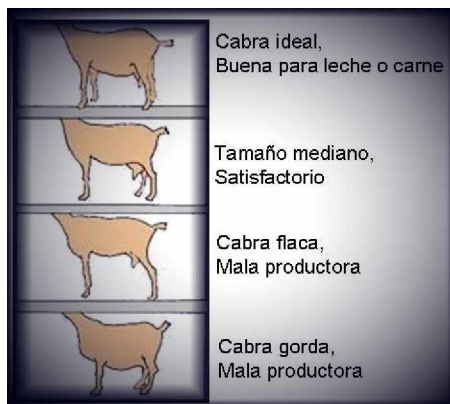 Cabra ideal,
Buena para leche o carne
Tamaño mediano,
Satisfactorio
Cabra flaca,
Mala productora
Cabra gorda,
Mala productora